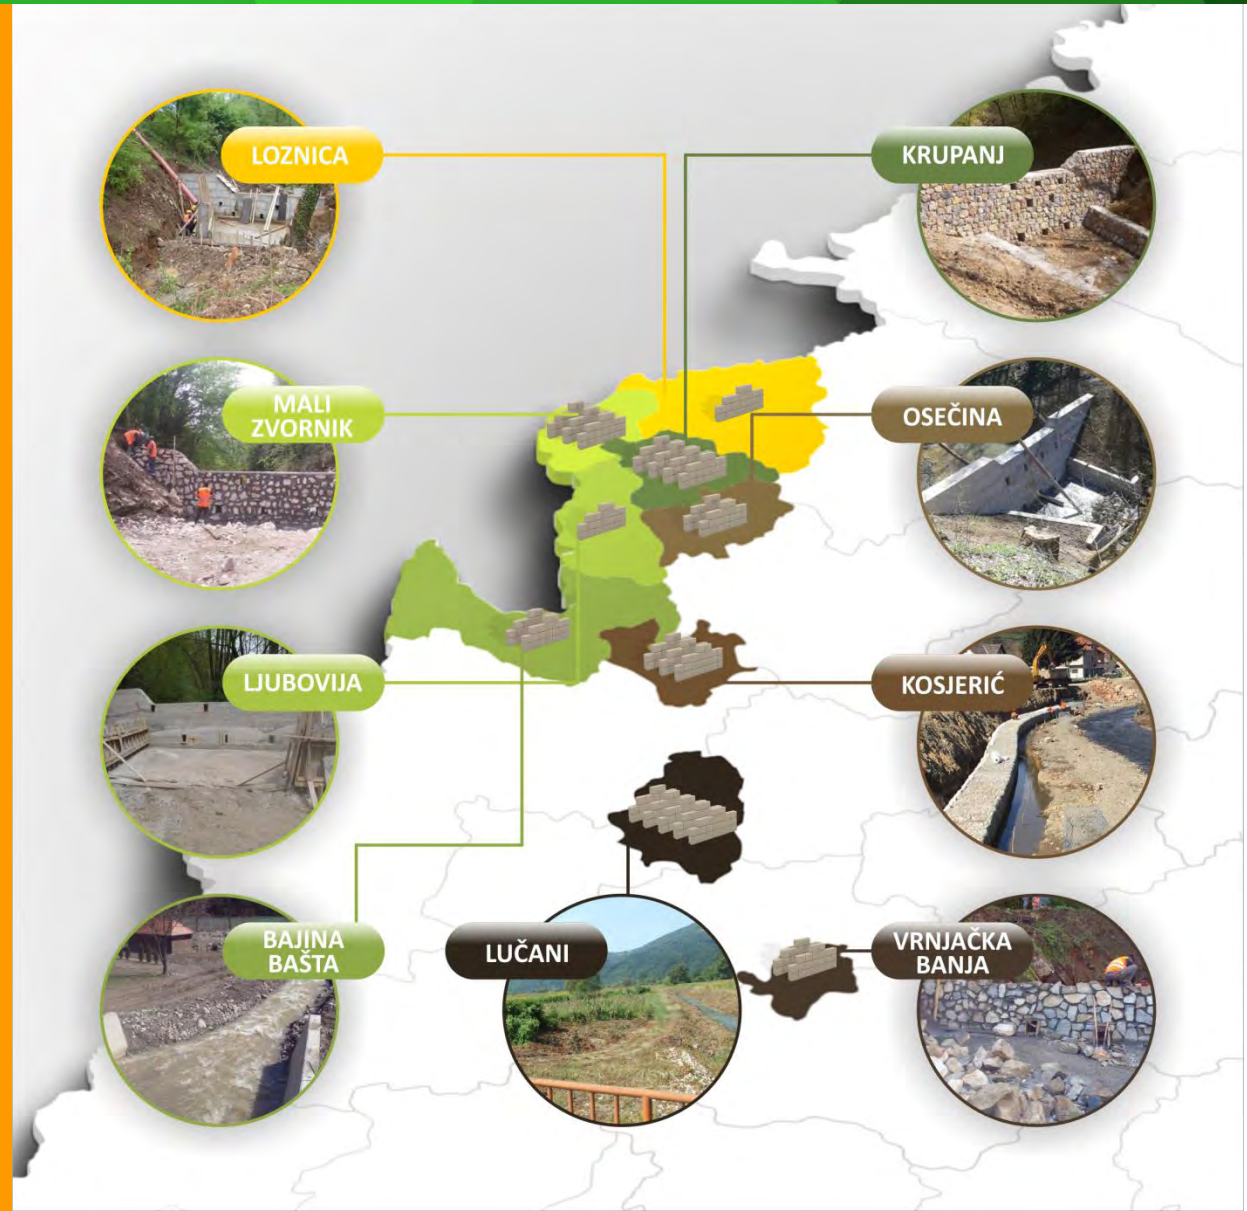 LOZNICA
KRUPANJ
MALI
ZVORNIK
OSEČINA
LJUBOVIJA
KOSJERIĆ
BAJINA
BAŠTA
LUČANI
VRNJAČKA
BANJA